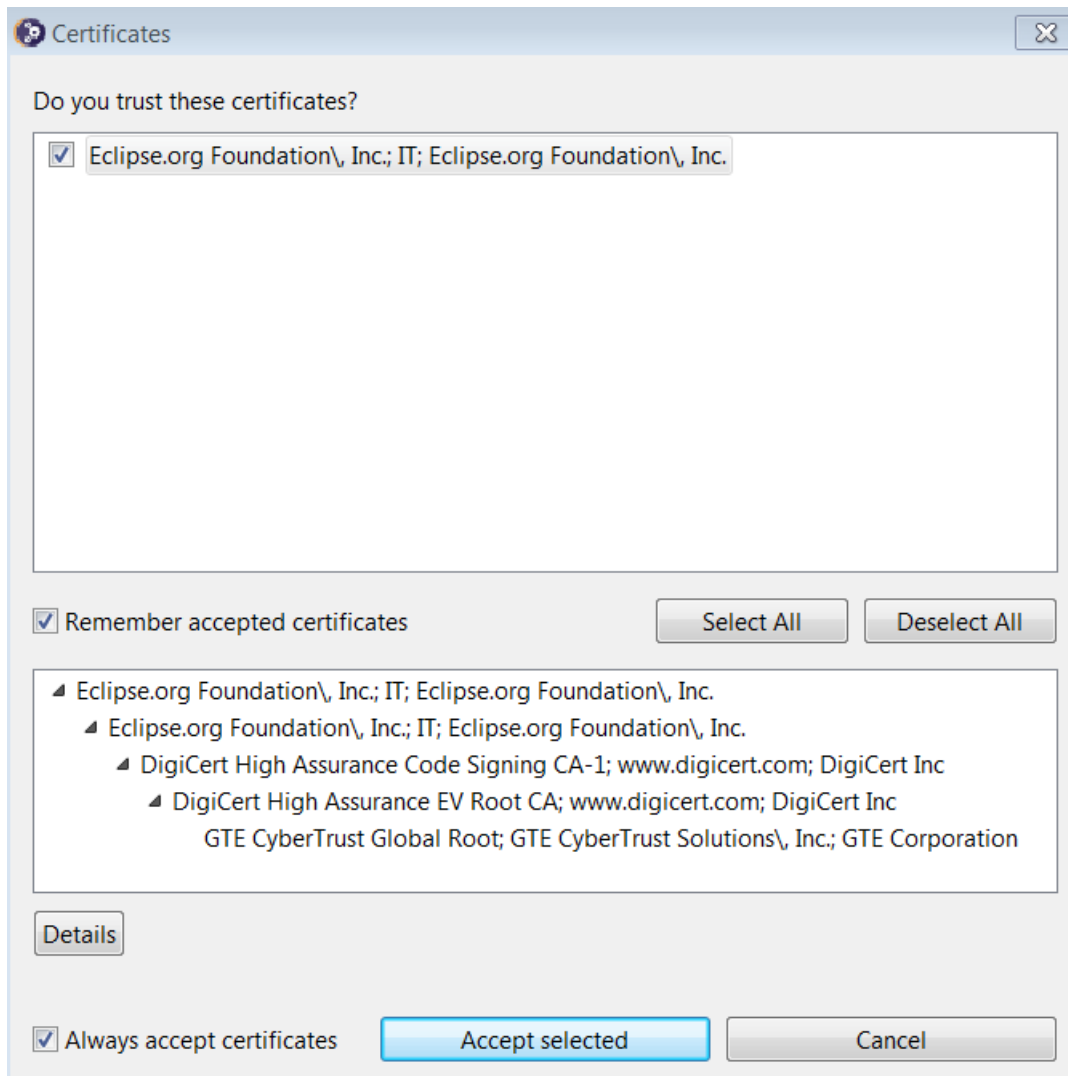 Certificates
Do you trust these certificates?
Eclipse.org Foundation\, Inc.; IT; Eclipse.org Foundation\, Inc.
Remember accepted certificates
Select All
Deselect All
Eclipse.org Foundation\, Inc.; IT; Eclipse.org Foundation\, Inc.
Eclipse.org Foundation\, Inc.; IT; Eclipse.org Foundation\, Inc.
DigiCert High Assurance Code Signing CA-1; www.digicert.com; DigiCert Inc
DigiCert High Assurance EV Root CA; www.digicert.com; DigiCert Inc
GTE CyberTrust Global Root; GTE CyberTrust Solutions\, Inc.; GTE Corporation
Details
Always accept certificates
Accept selected
Cancel